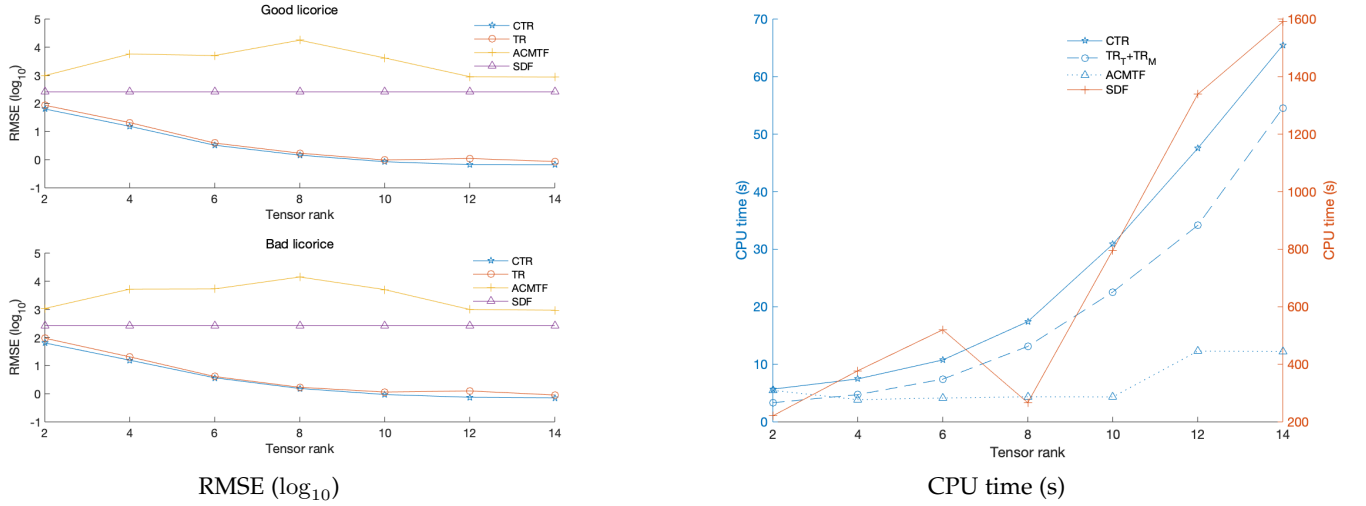 Good licorice
5
4
3
2
1
0
-1
RMSE (log10)
CTR
TR
ACMTF
SDF
2 4 6 8 10 12 14
Tensor rank
Bad licorice
5
4
3
2
1
0
-1
RMSE (log10)
CTR
TR
ACMTF
SDF
2 4 6 8 10 12 14
Tensor rank
RMSE (log10)
70
60
50
40
30
20
10
0
CPU time (s)
CTR
TRT+TRM
ACMTF
SDF
1600
1400
1200
1000
800
600
400
200
CPU time (s)
2 4 6 8 10 12 14
Tensor rank
CPU time (s)